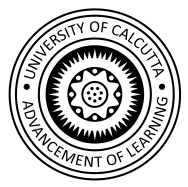 UNIVERSITY OF CALCUTTA
ADVANCEMENT OF LEARNING